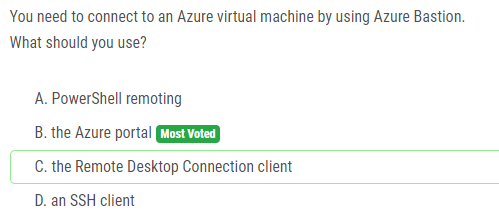 You need to connect to an Azure virtual machine by using Azure Bastion.
What should you use?
A. PowerShell remoting
B. the Azure portal Most Voted
C. the Remote Desktop Connection client
D. an SSH client